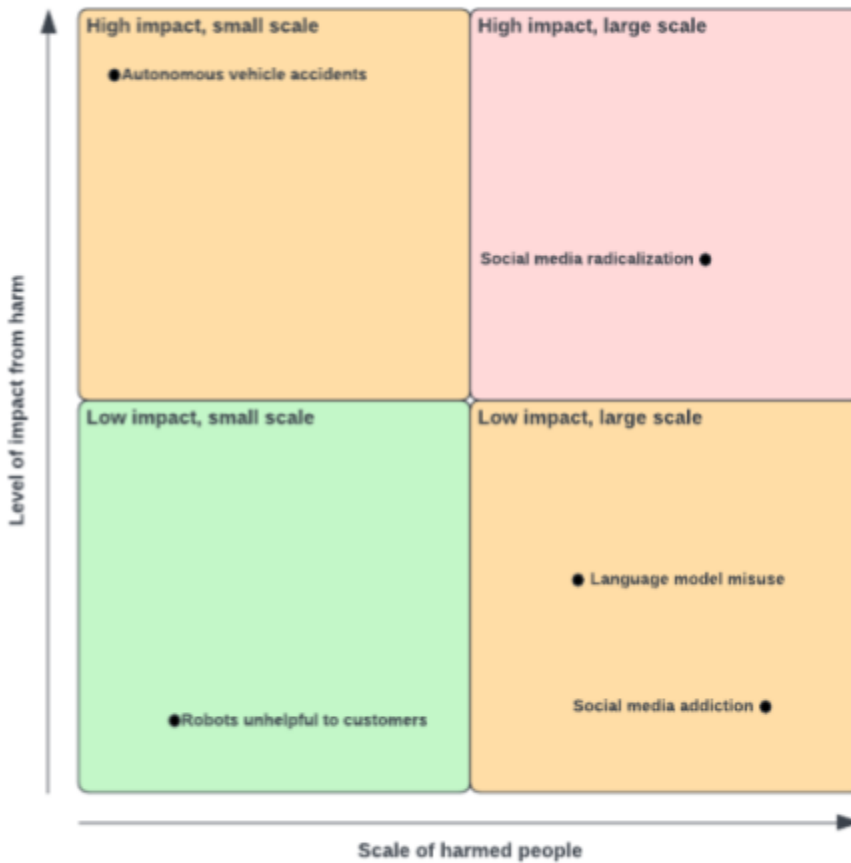 High impact, small scale
High impact, large scale
Autonomous vehicle accidents
Social media radicalization
Level of impact from harm
Low impact, small scale
Low impact, large scale
Language model misuse
Social media addiction
Robots unhelpful to customers
Scale of harmed people